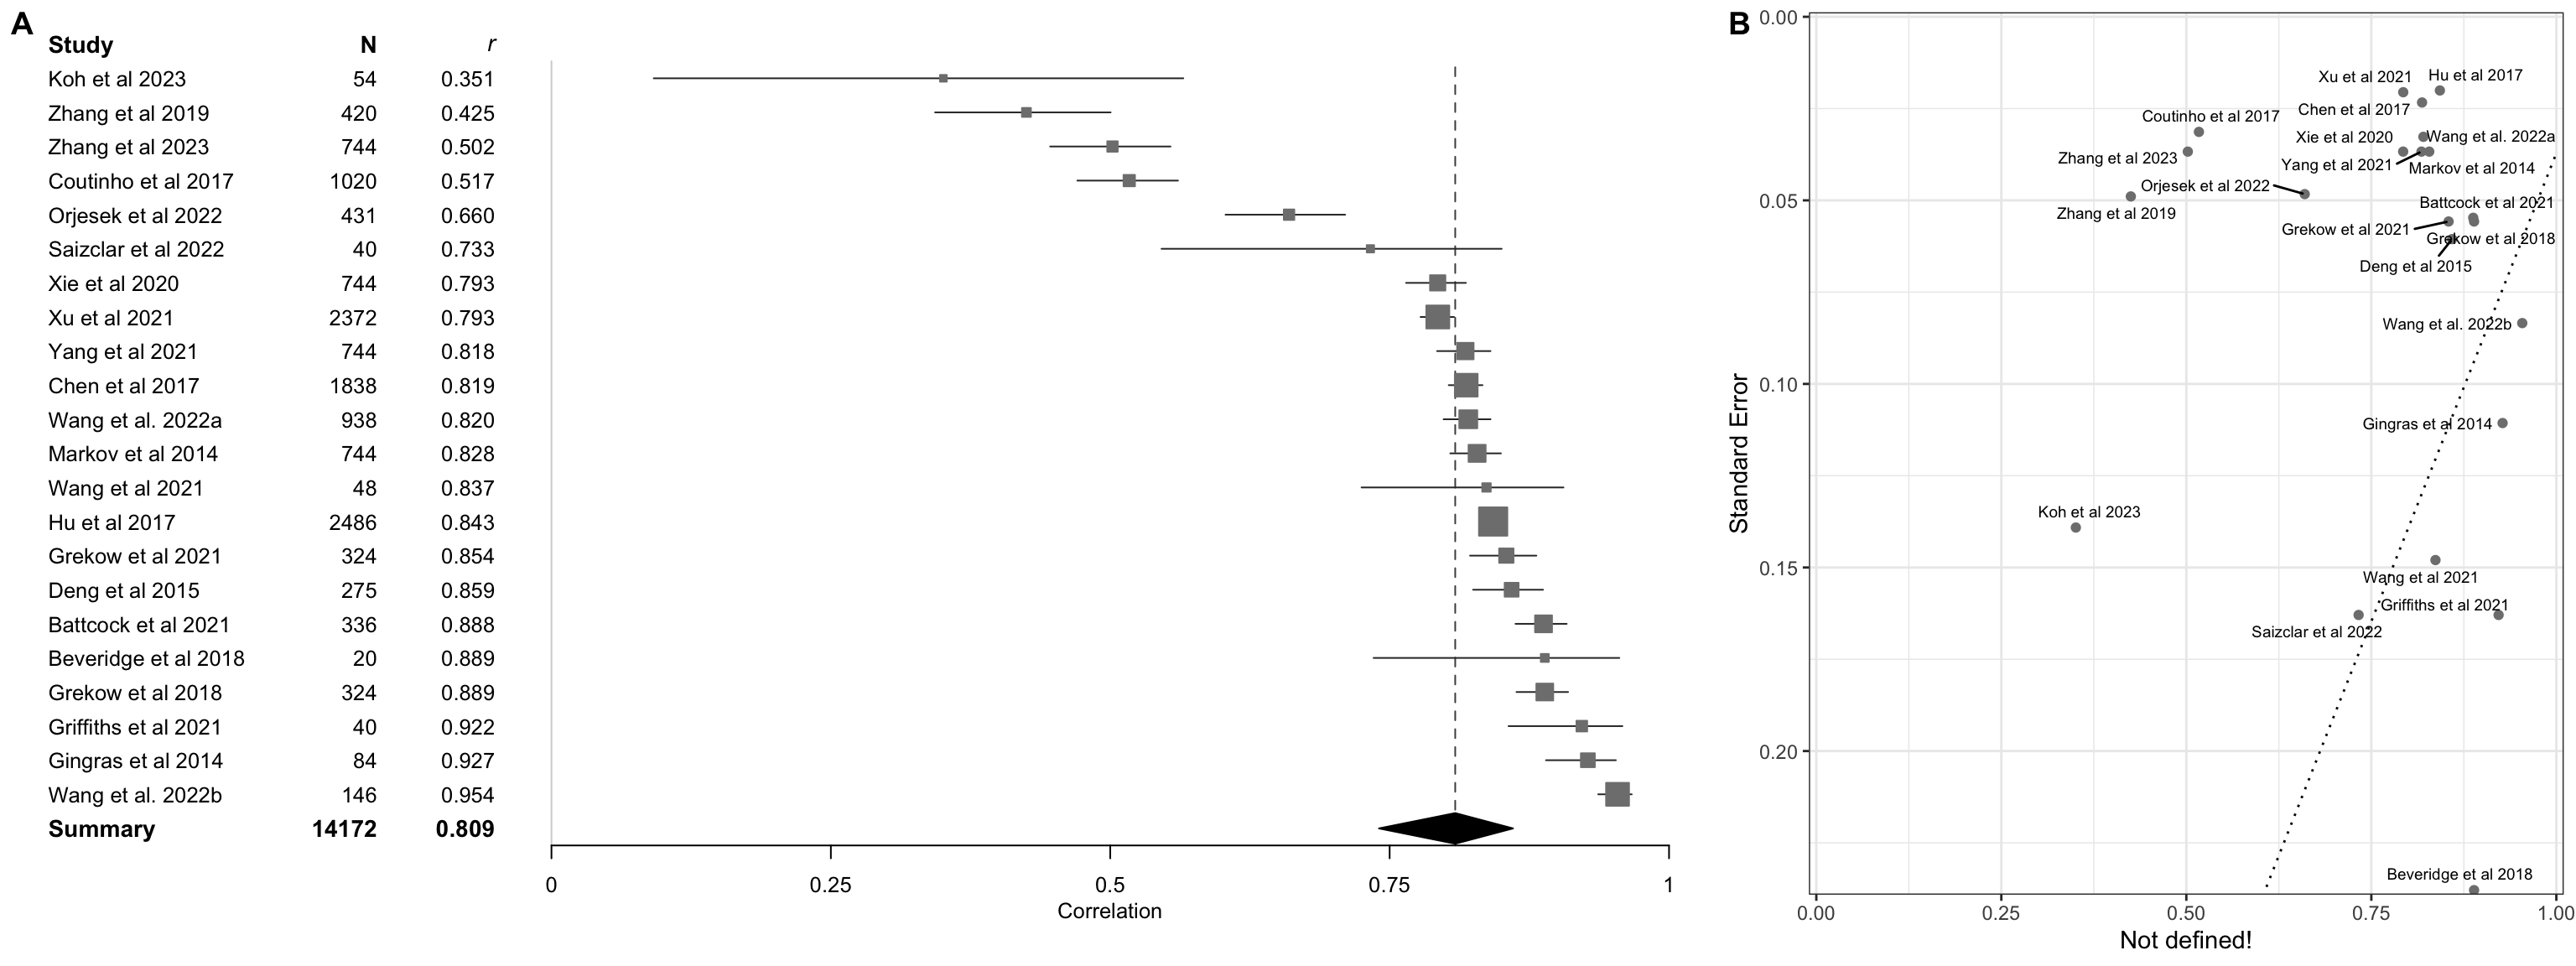 A
Study N r
Koh et al 2023 54 0.351
Zhang et al 2019 420 0.425
Zhang et al 2023 744 0.502
Coutinho et al 2017 1020 0.517
Orjesek et al 2022 431 0.660
Saizclar et al 2022 40 0.733
Xie et al 2020 744 0.793
Xu et al 2021 2372 0.793
Yang et al 2021 744 0.818
Chen et al 2017 1838 0.819
Wang et al. 2022a 938 0.820
Markov et al 2014 744 0.828
Wang et al 2021 48 0.837
Hu et al 2017 2486 0.843
Grekow et al 2021 324 0.854
Deng et al 2015 275 0.859
Battcock et al 2021 336 0.888
Beveridge et al 2018 20 0.889
Grekow et al 2018 324 0.889
Griffiths et al 2021 40 0.922
Gingras et al 2014 84 0.927
Wang et al. 2022b 146 0.954
Summary 14172 0.809
0 0.25 0.5 0.75 1
Correlation
B
0.00
0.05
0.10
0.15
0.20
Standard Error
Xu et al 2021
Hu et al 2017
Chen et al 2017
Coutinho et al 2017
Xie et al 2020
Wang et al. 2022a
Zhang et al 2023
Yang et al 2021
Markov et al 2014
Orjesek et al 2022
Zhang et al 2019
Battcock et al 2021
Grekow et al 2021
Grekow et al 2018
Deng et al 2015
Wang et al. 2022b
Gingras et al 2014
Koh et al 2023
Wang et al 2021
Griffiths et al 2021
Saizclar et al 2022
Beveridge et al 2018
0.00 0.25 0.50 0.75 1.00
Not defined!